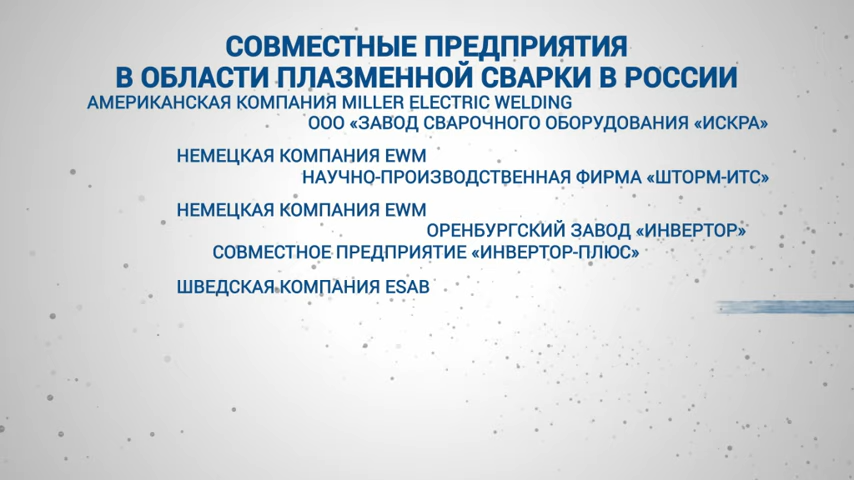 СОВМЕСТНЫЕ ПРЕДПРИЯТИЯ
В ОБЛАСТИ ПЛАЗМЕННОЙ СВАРКИ В РОССИИ
АМЕРИКАНСКАЯ КОМПАНИЯ MILLER ELECTRIC WELDING
ООО «ЗАВОД СВАРОЧНОГО ОБОРУДОВАНИЯ «ИСКРА»
НЕМЕЦКАЯ КОМПАНИЯ EWM
НАУЧНО-ПРОИЗВОДСТВЕННАЯ ФИРМА «ШТОРМ-ИТС»
НЕМЕЦКАЯ КОМПАНИЯ EWM
ОРЕНБУРГСКИЙ ЗАВОД «ИНВЕРТОР»
СОВМЕСТНОЕ ПРЕДПРИЯТИЕ «ИНВЕРТОР-ПЛЮС»
ШВЕДСКАЯ КОМПАНИЯ ESAB